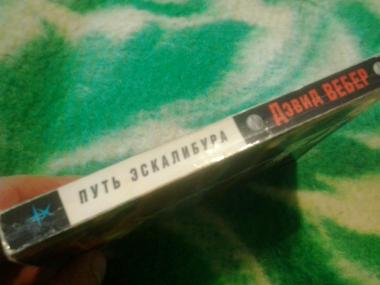 ПУТЬ ЭСКАЛИБУРА
Дэвид ВЕБЕР